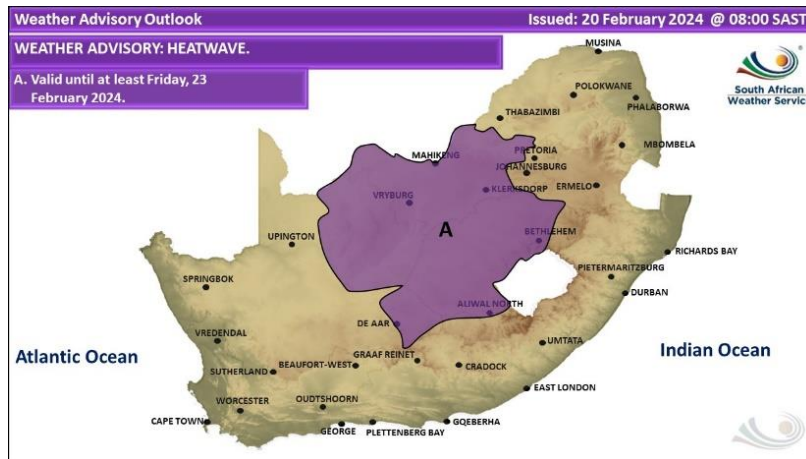 Weather Advisory Outlook
Issued: 20 February 2024 @ 08:00 SAST
WEATHER ADVISORY: HEATWAVE.
A. Valid until at least Friday, 23
February 2024.
South African
Weather Service
MUSINA
POLOKWANE
PHALABORWA
THABAZIMBI
MBOMBELA
PRETORIA
MAHIKENG
JOHANNESBURG
ERMELO
KLERKSDORP
VRYBURG
A
BETHLEHEM
UPINGTON
RICHARDS BAY
PIETERMARITZBURG
SPRINGBOK
DURBAN
ALIWAL NORTH
DE AAR
VREDENDAL
UMTATA
Atlantic Ocean
Indian Ocean
GRAAF REINET
BEAUFORT-WEST
CRADOCK
SUTHERLAND
EAST LONDON
WORCESTER
OUDTSHOORN
CAPE TOWN
GEORGE
PLETTENBERG BAY
GQEBERHA